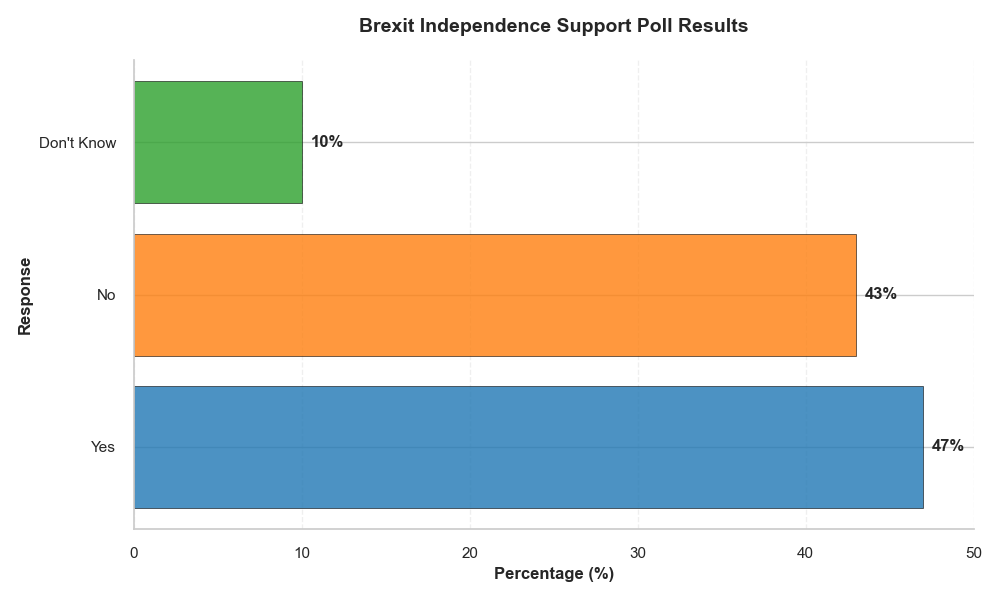 Brexit Independence Support Poll Results
Response
Don't Know
10%
No
43%
Yes
47%
0 10 20 30 40 50
Percentage (%)